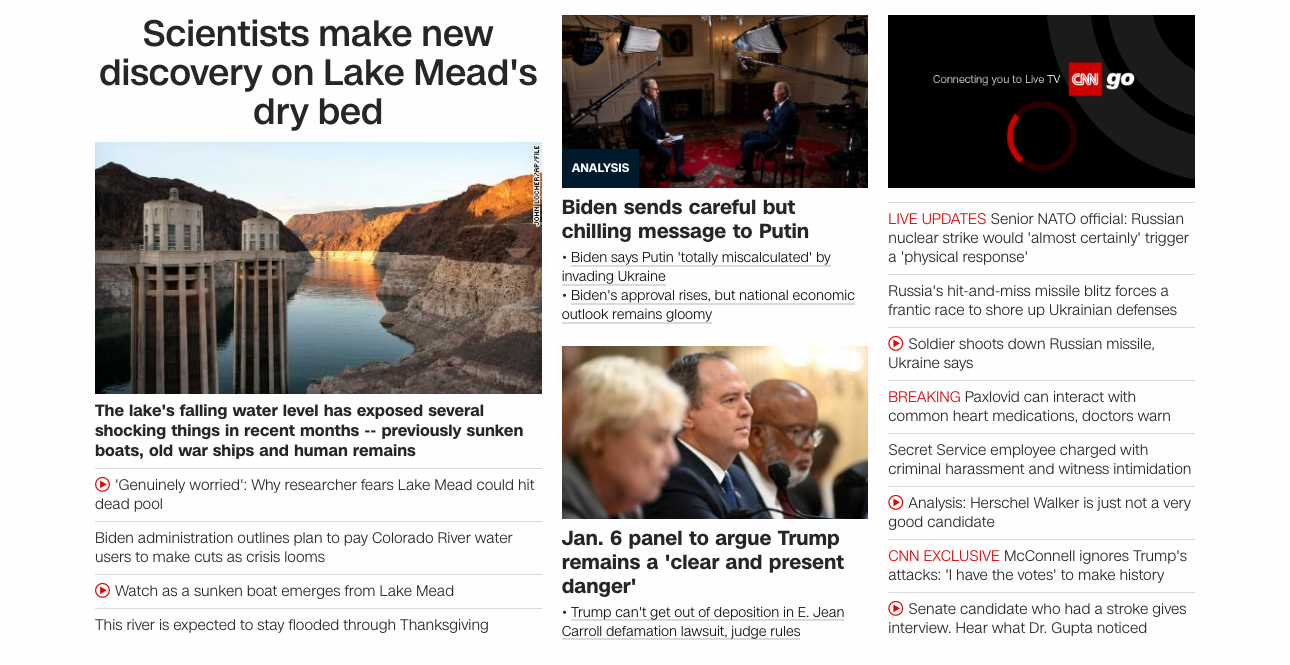 Scientists make new
discovery on Lake Mead's
dry bed
JOHN LOCHER/AP/FILE
The lake's falling water level has exposed several
shocking things in recent months -- previously sunken
boats, old war ships and human remains
'Genuinely worried': Why researcher fears Lake Mead could hit
dead pool
Biden administration outlines plan to pay Colorado River water
users to make cuts as crisis looms
Watch as a sunken boat emerges from Lake Mead
This river is expected to stay flooded through Thanksgiving
ANALYSIS
Biden sends careful but
chilling message to Putin
• Biden says Putin 'totally miscalculated' by
invading Ukraine
• Biden's approval rises, but national economic
outlook remains gloomy
Jan. 6 panel to argue Trump
remains a 'clear and present
danger'
• Trump can't get out of deposition in E. Jean
Carroll defamation lawsuit, judge rules
Connecting you to Live TV CNN go
LIVE UPDATES Senior NATO official: Russian
nuclear strike would 'almost certainly' trigger
a 'physical response'
Russia's hit-and-miss missile blitz forces a
frantic race to shore up Ukrainian defenses
Soldier shoots down Russian missile,
Ukraine says
BREAKING Paxlovid can interact with
common heart medications, doctors warn
Secret Service employee charged with
criminal harassment and witness intimidation
Analysis: Herschel Walker is just not a very
good candidate
CNN EXCLUSIVE McConnell ignores Trump's
attacks: 'I have the votes' to make history
Senate candidate who had a stroke gives
interview. Hear what Dr. Gupta noticed